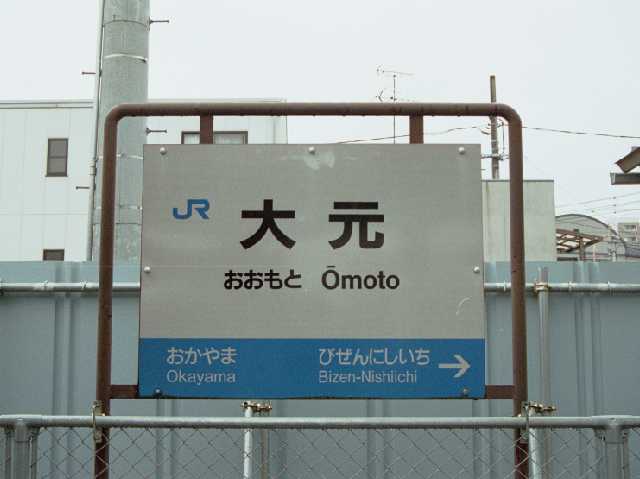 JR
大元
おおもと Ōmoto
おかやま びぜんにしいち →
Okayama Bizen-Nishiichi